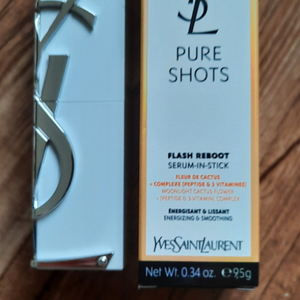 YSL
PURE
SHOTS
FLASH REBOOT
SERUM-IN-STICK
FLEUR DE CACTUS
+ COMPLEXE [PEPTIDE & 3 VITAMINES]
MOONLIGHT CACTUS FLOWER
+ [PEPTIDE & 3 VITAMIN COMPLEX]
ÉNERGISANT & LISSANT
ENERGIZING & SMOOTHING
YVESSAINTLAURENT
Net Wt. 0.34 oz. ℮ 9.5g